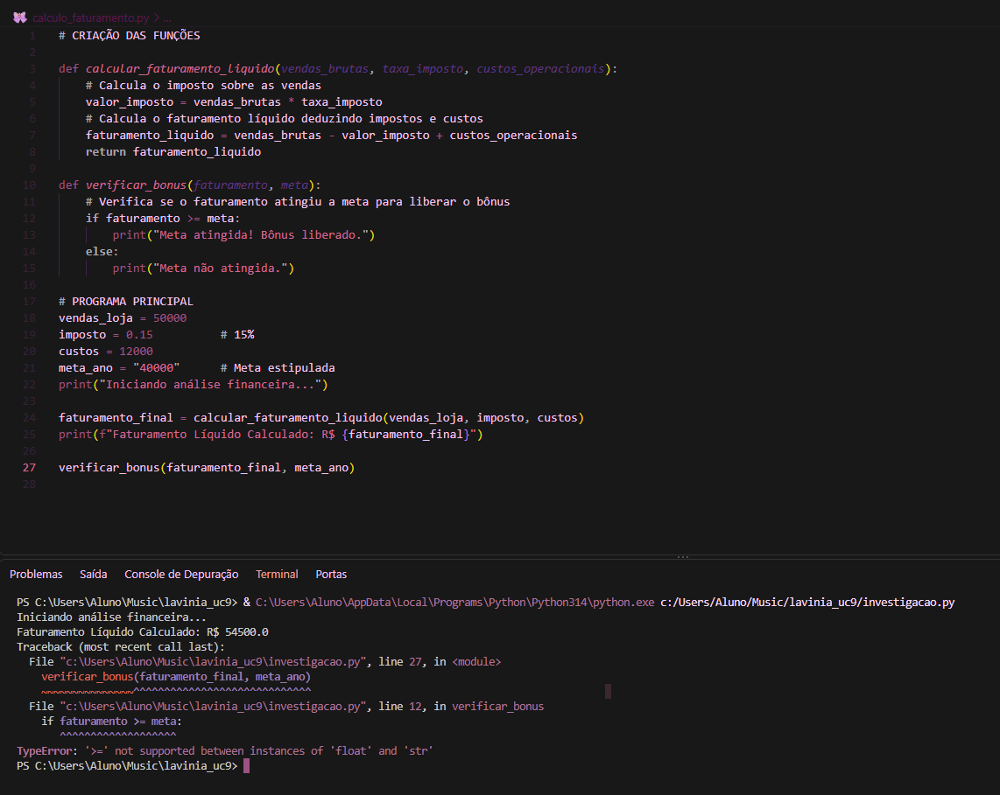 calculo_faturamento.py > ...
1 # CRIAÇÃO DAS FUNÇÕES
2
3 def calcular_faturamento_liquido(vendas_brutas, taxa_imposto, custos_operacionais):
4     # Calcula o imposto sobre as vendas
5     valor_imposto = vendas_brutas * taxa_imposto
6     # Calcula o faturamento líquido deduzindo impostos e custos
7     faturamento_liquido = vendas_brutas - valor_imposto + custos_operacionais
8     return faturamento_liquido
9
10 def verificar_bonus(faturamento, meta):
11     # Verifica se o faturamento atingiu a meta para liberar o bônus
12     if faturamento >= meta:
13         print("Meta atingida! Bônus liberado.")
14     else:
15         print("Meta não atingida.")
16
17 # PROGRAMA PRINCIPAL
18 vendas_loja = 50000
19 imposto = 0.15          # 15%
20 custos = 12000
21 meta_ano = "40000"      # Meta estipulada
22 print("Iniciando análise financeira...")
23
24 faturamento_final = calcular_faturamento_liquido(vendas_loja, imposto, custos)
25 print(f"Faturamento Líquido Calculado: R$ {faturamento_final}")
26
27 verificar_bonus(faturamento_final, meta_ano)
28
...
Problemas Saída Console de Depuração Terminal Portas
PS C:\Users\Aluno\Music\lavinia_uc9> & C:\Users\Aluno\AppData\Local\Programs\Python\Python314\python.exe c:/Users/Aluno/Music/lavinia_uc9/investigacao.py
Iniciando análise financeira...
Faturamento Líquido Calculado: R$ 54500.0
Traceback (most recent call last):
  File "c:\Users\Aluno\Music\lavinia_uc9\investigacao.py", line 27, in <module>
    verificar_bonus(faturamento_final, meta_ano)
    ~~~~~~~~~~~~~~~^^^^^^^^^^^^^^^^^^^^^^^^^^^^^
  File "c:\Users\Aluno\Music\lavinia_uc9\investigacao.py", line 12, in verificar_bonus
    if faturamento >= meta:
       ^^^^^^^^^^^^^^^^^^^
TypeError: '>=' not supported between instances of 'float' and 'str'
PS C:\Users\Aluno\Music\lavinia_uc9>